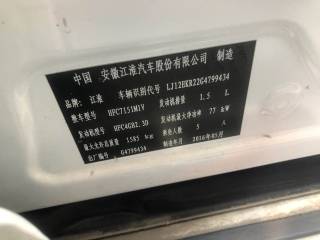 中国 安徽江淮汽车股份有限公司 制造
品牌：江淮 车辆识别代号 LJ12EKR22G4799434
整车型号 HFC7151M1V 发动机排量 1.5 L
发动机型号 HFC4GB2.3D 发动机最大净功率 77 kW
最大允许总质量 1585 kg 乘坐人数 5 人
出厂编号 G4799434 制造年月 2016年05月